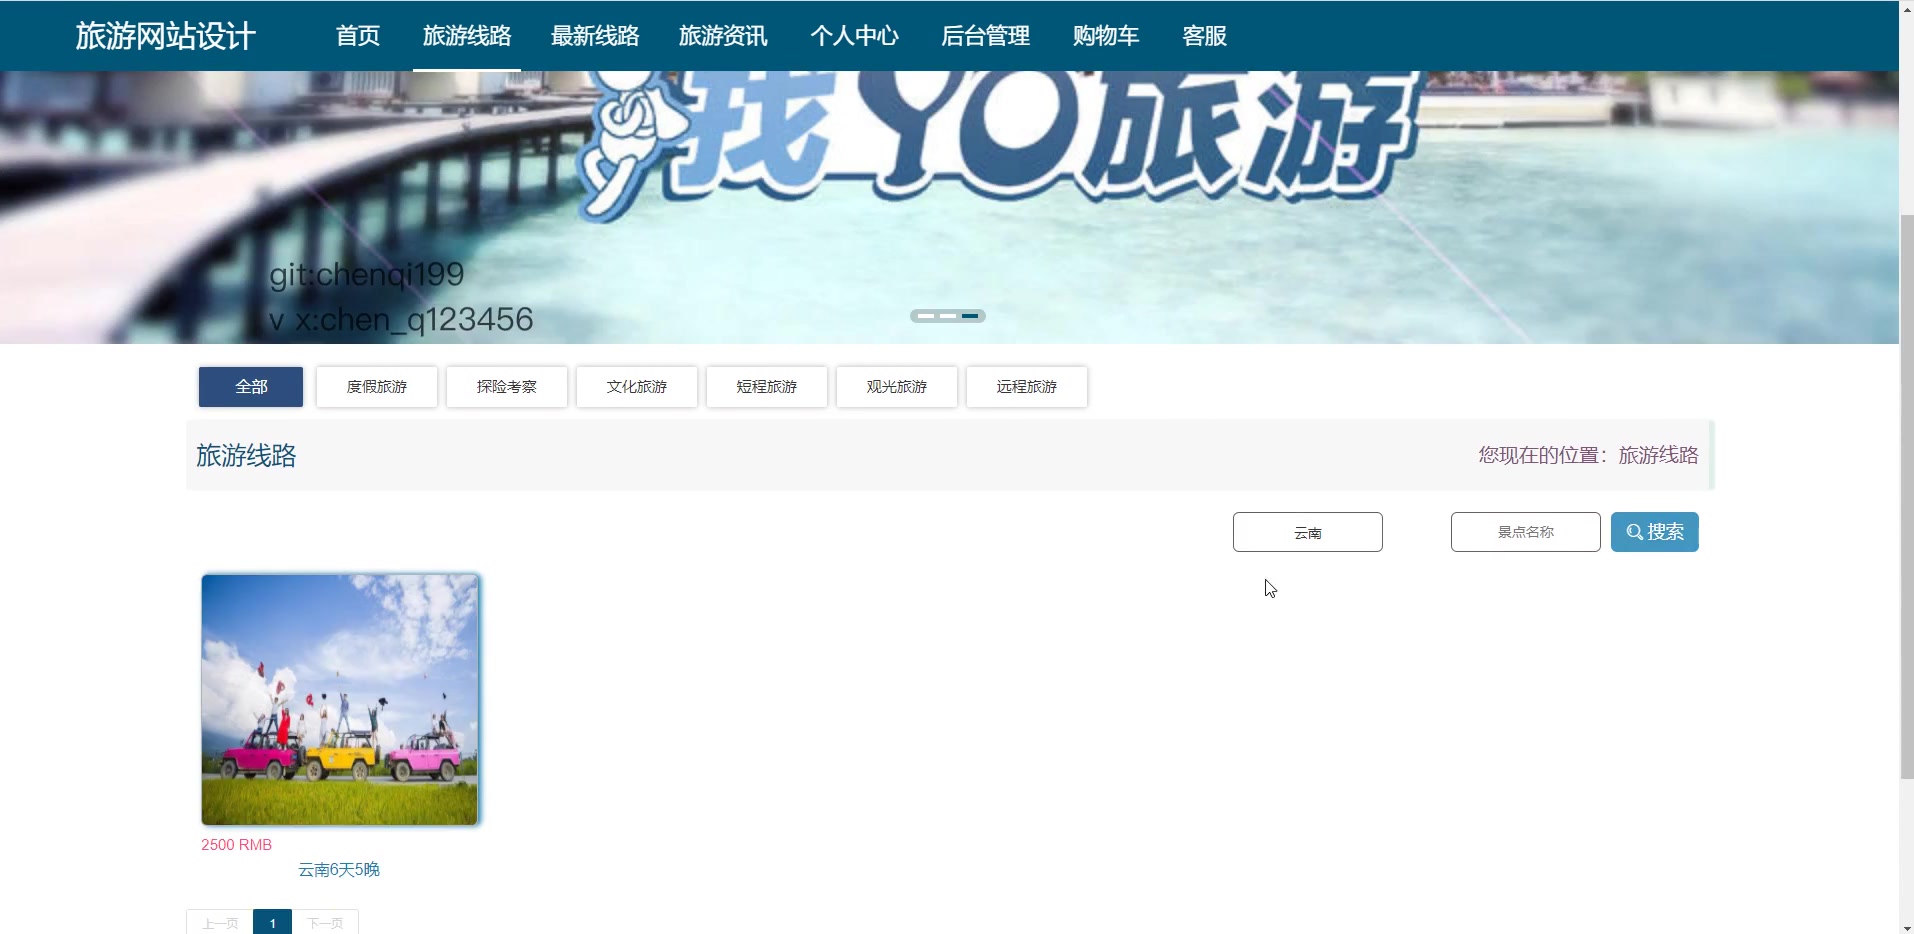 旅游网站设计 首页 旅游线路 最新线路 旅游资讯 个人中心 后台管理 购物车 客服
我YO旅游
git:chenqi199
v x:chen_q123456
全部 度假旅游 探险考察 文化旅游 短程旅游 观光旅游 远程旅游
旅游线路 您现在的位置：旅游线路
云南 景点名称 搜索
2500 RMB
云南6天5晚
上一页 1 下一页